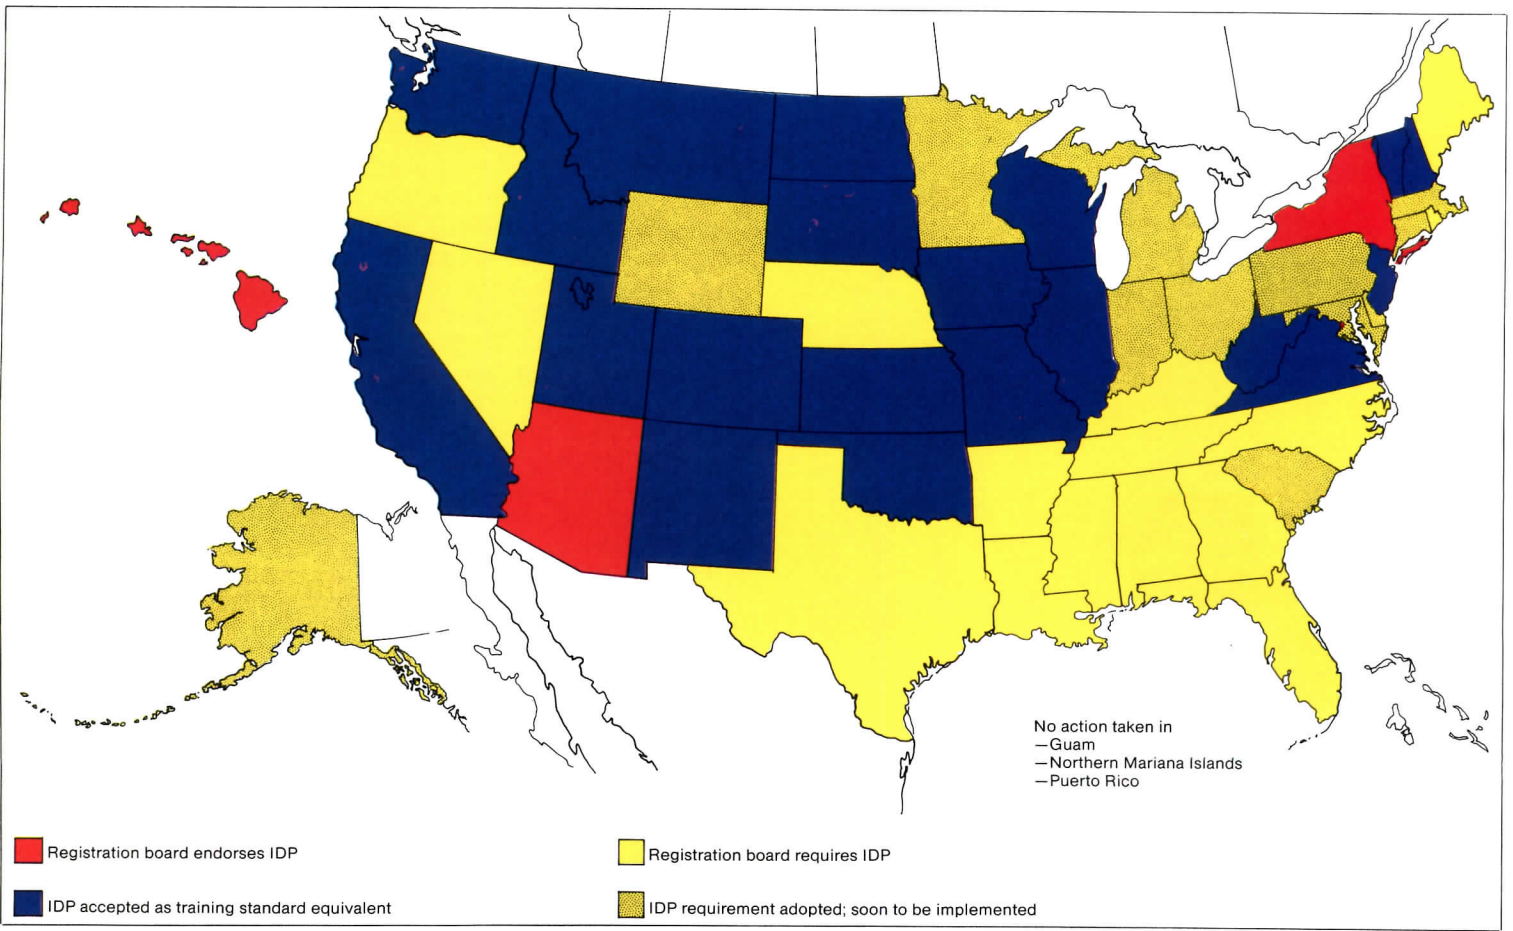 No action taken in
—Guam
—Northern Mariana Islands
—Puerto Rico
Registration board endorses IDP
Registration board requires IDP
IDP accepted as training standard equivalent
IDP requirement adopted; soon to be implemented